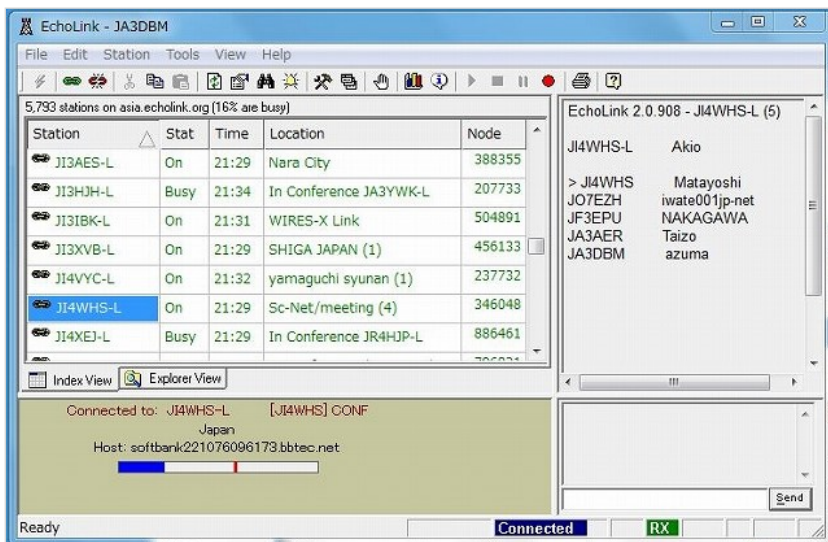 EchoLink - JA3DBM
File Edit Station Tools View Help
5,793 stations on asia.echolink.org (16% are busy)
Station Stat Time Location Node
JI3AES-L On 21:29 Nara City 388355
JI3HJH-L Busy 21:34 In Conference JA3YWK-L 207733
JI3IBK-L On 21:31 WIRES-X Link 504891
JI3XVB-L On 21:29 SHIGA JAPAN (1) 456133
JI4VYC-L On 21:32 yamaguchi syunan (1) 237732
JI4WHS-L On 21:29 Sc-Net/meeting (4) 346048
JI4XEJ-L Busy 21:29 In Conference JR4HJP-L 886461
Index View Explorer View
EchoLink 2.0.908 - JI4WHS-L (5)
JI4WHS-L Akio
> JI4WHS Matayoshi
JO7EZH iwate001jp-net
JF3EPU NAKAGAWA
JA3AER Taizo
JA3DBM azuma
Connected to: JI4WHS-L [JI4WHS] CONF
Japan
Host: softbank221076096173.bbtec.net
Send
Ready Connected RX